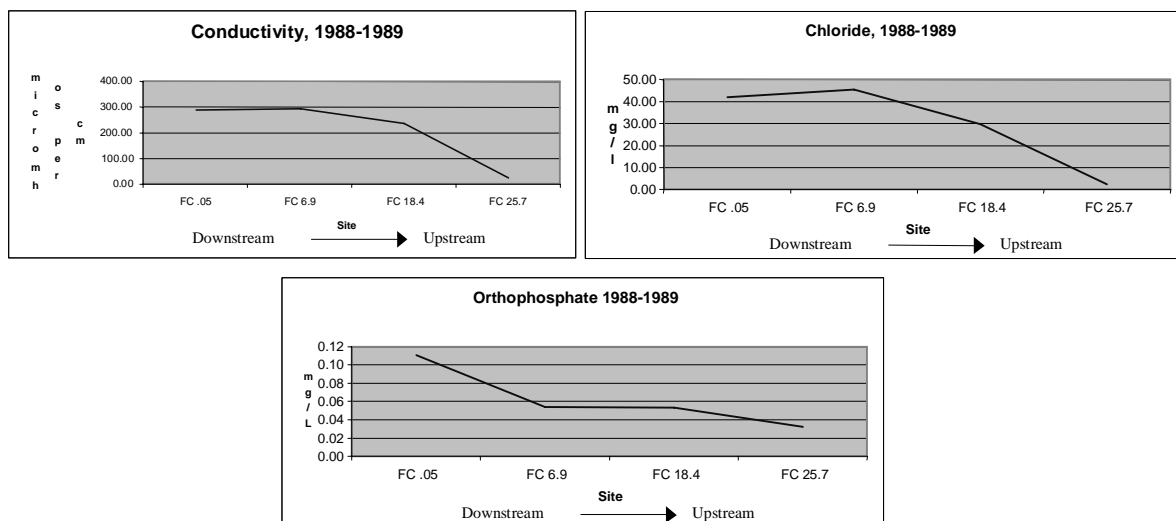 Conductivity, 1988-1989
micromh
os per
cm
400.00
300.00
200.00
100.00
0.00
FC .05 FC 6.9 FC 18.4 FC 25.7
Site
Downstream Upstream
Chloride, 1988-1989
mg/l
50.00
40.00
30.00
20.00
10.00
0.00
FC .05 FC 6.9 FC 18.4 FC 25.7
Site
Downstream Upstream
Orthophosphate 1988-1989
mg/L
0.12
0.10
0.08
0.06
0.04
0.02
0.00
FC .05 FC 6.9 FC 18.4 FC 25.7
Site
Downstream Upstream